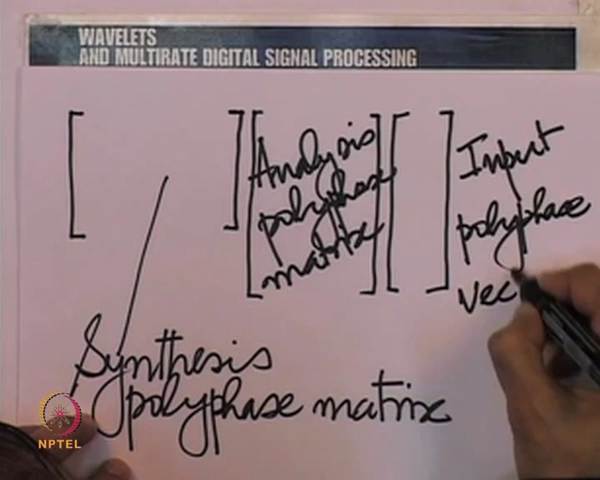 WAVELETS
AND MULTIRATE DIGITAL SIGNAL PROCESSING
Analysis
polyphase
matrix
Input
polyphase
vec
Synthesis
polyphase matrix
NPTEL